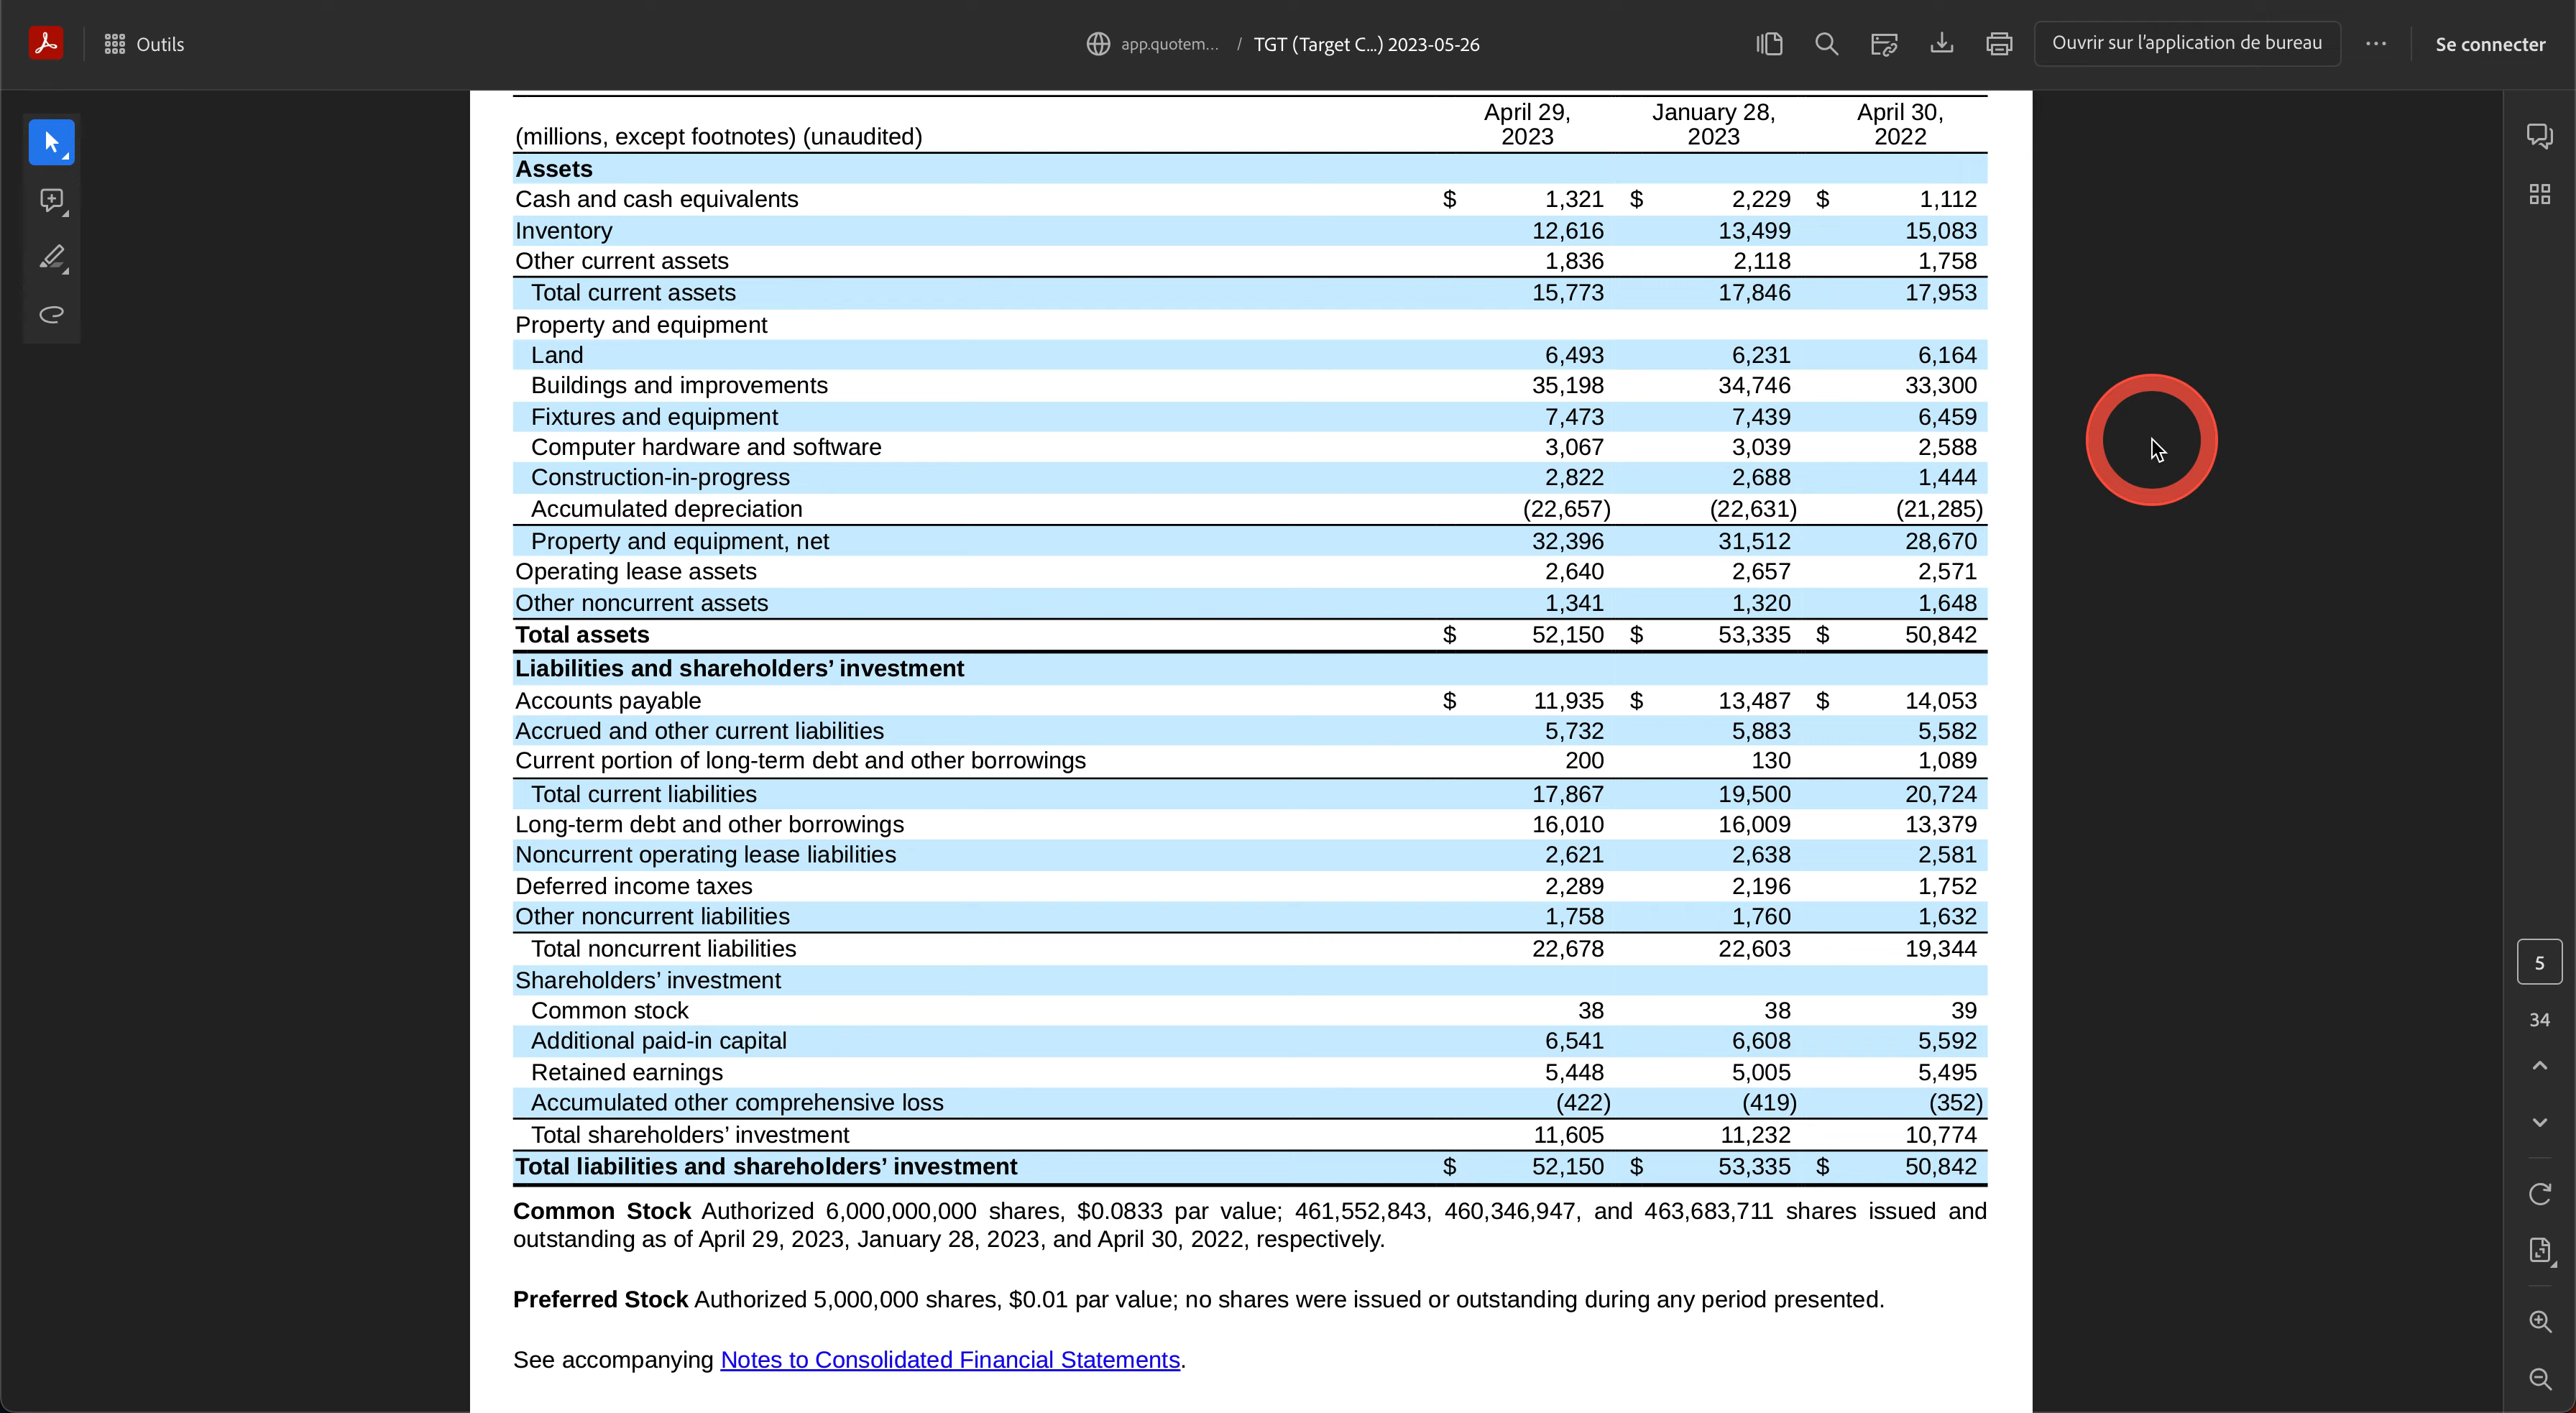 Outils
app.quotem... / TGT (Target C...) 2023-05-26
Ouvrir sur l'application de bureau
Se connecter
April 29, January 28, April 30,
(millions, except footnotes) (unaudited) 2023 2023 2022
Assets
Cash and cash equivalents $ 1,321 $ 2,229 $ 1,112
Inventory 12,616 13,499 15,083
Other current assets 1,836 2,118 1,758
Total current assets 15,773 17,846 17,953
Property and equipment
Land 6,493 6,231 6,164
Buildings and improvements 35,198 34,746 33,300
Fixtures and equipment 7,473 7,439 6,459
Computer hardware and software 3,067 3,039 2,588
Construction-in-progress 2,822 2,688 1,444
Accumulated depreciation (22,657) (22,631) (21,285)
Property and equipment, net 32,396 31,512 28,670
Operating lease assets 2,640 2,657 2,571
Other noncurrent assets 1,341 1,320 1,648
Total assets $ 52,150 $ 53,335 $ 50,842
Liabilities and shareholders’ investment
Accounts payable $ 11,935 $ 13,487 $ 14,053
Accrued and other current liabilities 5,732 5,883 5,582
Current portion of long-term debt and other borrowings 200 130 1,089
Total current liabilities 17,867 19,500 20,724
Long-term debt and other borrowings 16,010 16,009 13,379
Noncurrent operating lease liabilities 2,621 2,638 2,581
Deferred income taxes 2,289 2,196 1,752
Other noncurrent liabilities 1,758 1,760 1,632
Total noncurrent liabilities 22,678 22,603 19,344
Shareholders’ investment
Common stock 38 38 39
Additional paid-in capital 6,541 6,608 5,592
Retained earnings 5,448 5,005 5,495
Accumulated other comprehensive loss (422) (419) (352)
Total shareholders’ investment 11,605 11,232 10,774
Total liabilities and shareholders’ investment $ 52,150 $ 53,335 $ 50,842
Common Stock Authorized 6,000,000,000 shares, $0.0833 par value; 461,552,843, 460,346,947, and 463,683,711 shares issued and
outstanding as of April 29, 2023, January 28, 2023, and April 30, 2022, respectively.
Preferred Stock Authorized 5,000,000 shares, $0.01 par value; no shares were issued or outstanding during any period presented.
See accompanying Notes to Consolidated Financial Statements.
5
34